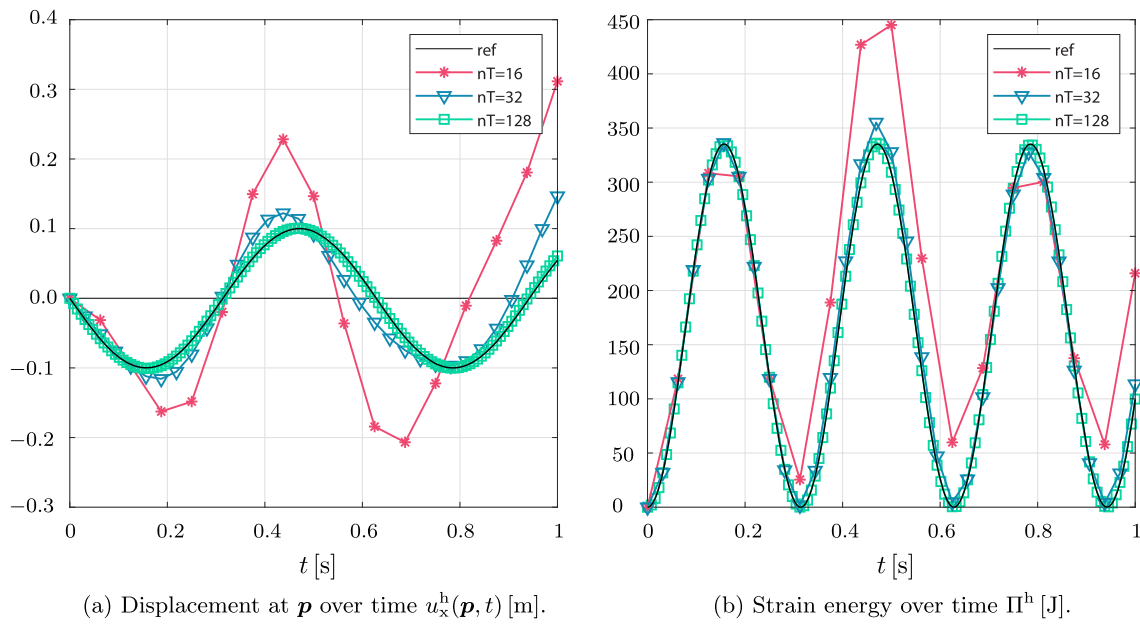 0.4
0.3
0.2
0.1
0.0
−0.1
−0.2
−0.3
0
0.2
0.4
0.6
0.8
1
ref
nT=16
nT=32
nT=128
t [s]
(a) Displacement at p over time uₓʰ(p, t) [m].
450
400
350
300
250
200
150
100
50
0
0
0.2
0.4
0.6
0.8
1
ref
nT=16
nT=32
nT=128
t [s]
(b) Strain energy over time Πʰ [J].